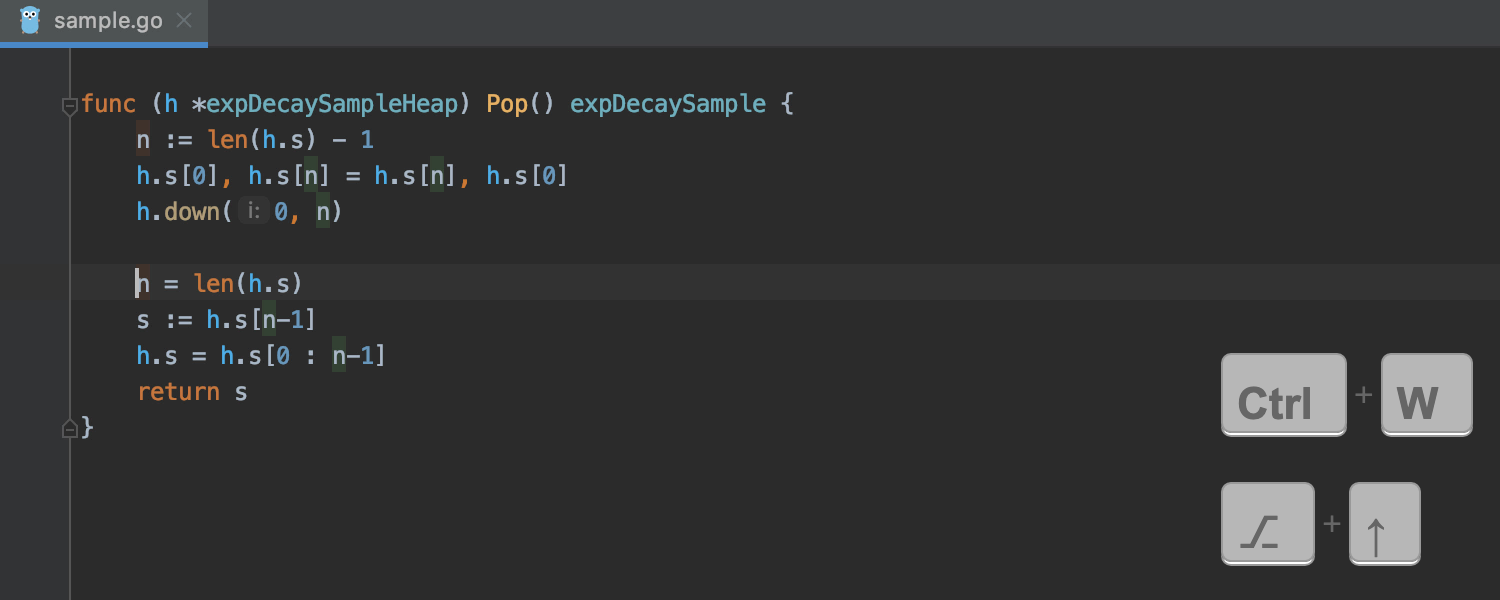 sample.go
func (h *expDecaySampleHeap) Pop() expDecaySample {
    n := len(h.s) - 1
    h.s[0], h.s[n] = h.s[n], h.s[0]
    h.down( i: 0, n)
    n = len(h.s)
    s := h.s[n-1]
    h.s = h.s[0 : n-1]
    return s
}
Ctrl + W
⌥ + ↑